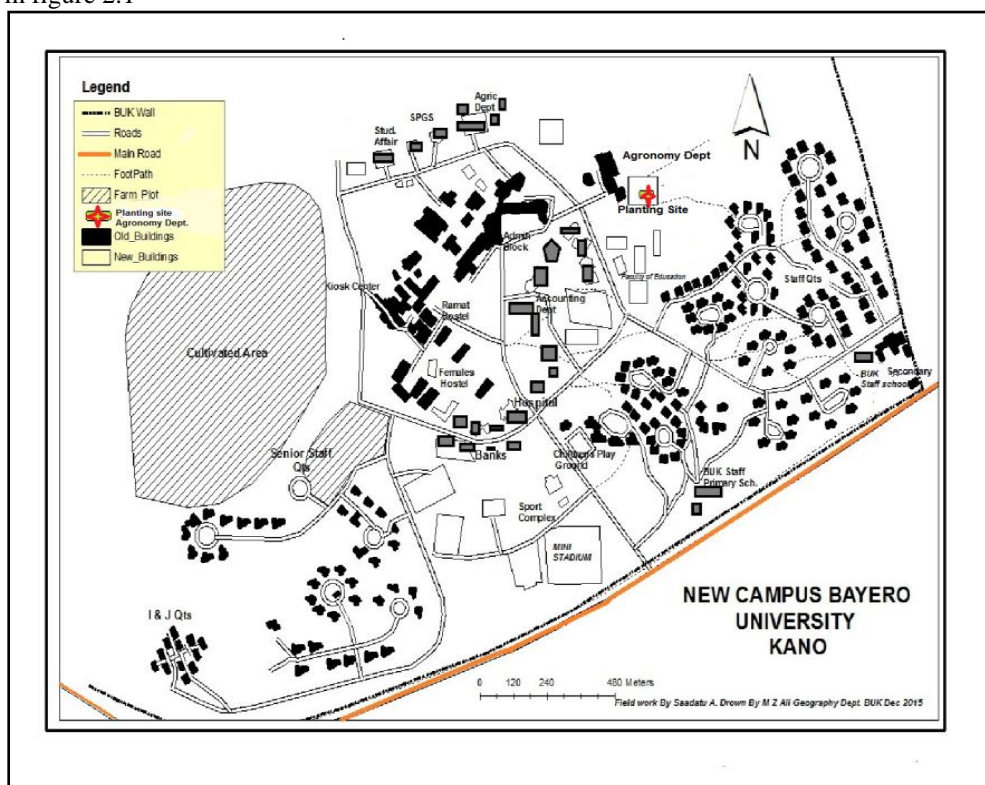 in figure 2.1
Legend
BUK Wall
Roads
Main Road
FootPath
Farm_Plot
Planting site
Agronomy Dept.
Old_Buildings
New_Buildings
Agric
Dept
SPGS
Stud.
Affair
N
Agronomy Dept
Planting Site
Admin
Block
Faculty of Education
Staff Qts
Kiosk Center
Ramat
Hostel
Accounting
Dept
Cultivated Area
Females
Hostel
BUK
Staff school
Secondary
Hospital
Senior Staff
Qts
Banks
Children's Play
Ground
BUK Staff
Primary Sch.
Sport
Complex
MINI
STADIUM
I & J Qts
NEW CAMPUS BAYERO
UNIVERSITY
KANO
0 120 240 480 Meters
Field work By Saadatu A. Drown By M Z Ali Geography Dept. BUK Dec 2015